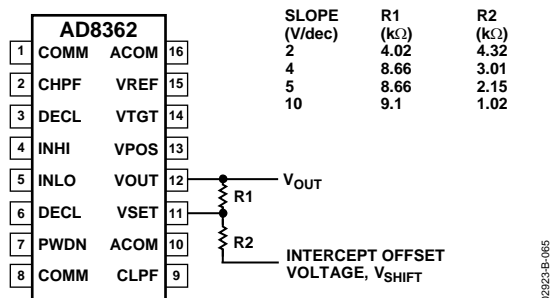 AD8362
1 COMM ACOM 16
2 CHPF VREF 15
3 DECL VTGT 14
4 INHI VPOS 13
5 INLO VOUT 12
6 DECL VSET 11
7 PWDN ACOM 10
8 COMM CLPF 9
SLOPE R1 R2
(V/dec) (kΩ) (kΩ)
2 4.02 4.32
4 8.66 3.01
5 8.66 2.15
10 9.1 1.02
VOUT
R1
R2
INTERCEPT OFFSET
VOLTAGE, VSHIFT
02923-B-065